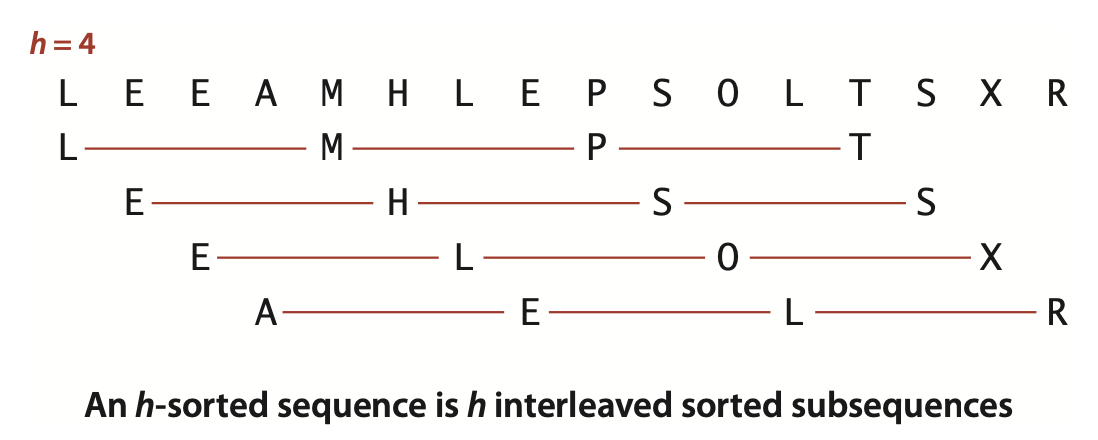 h = 4
L E E A M H L E P S O L T S X R
L M P T
E H S S
E L O X
A E L R
An h-sorted sequence is h interleaved sorted subsequences